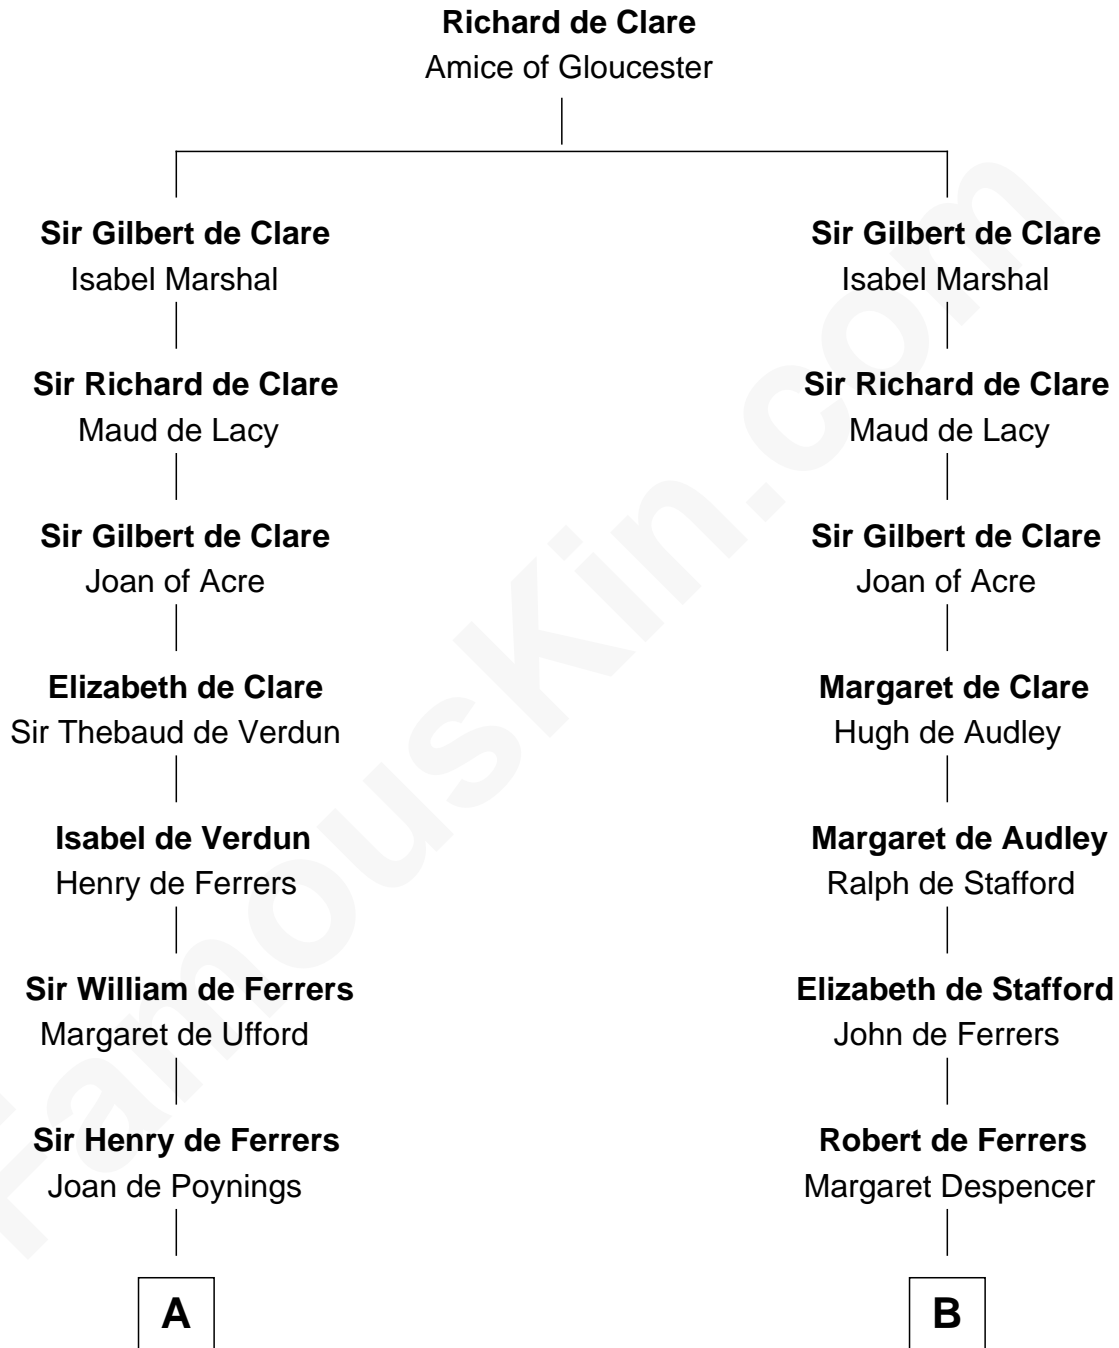 Richard de Clare
Amice of Gloucester
Sir Gilbert de Clare
Isabel Marshal
Sir Richard de Clare
Maud de Lacy
Sir Gilbert de Clare
Joan of Acre
Elizabeth de Clare
Sir Thebaud de Verdun
Isabel de Verdun
Henry de Ferrers
Sir William de Ferrers
Margaret de Ufford
Sir Henry de Ferrers
Joan de Poynings
A
Sir Gilbert de Clare
Isabel Marshal
Sir Richard de Clare
Maud de Lacy
Sir Gilbert de Clare
Joan of Acre
Margaret de Clare
Hugh de Audley
Margaret de Audley
Ralph de Stafford
Elizabeth de Stafford
John de Ferrers
Robert de Ferrers
Margaret Despencer
B
FamousKin.com